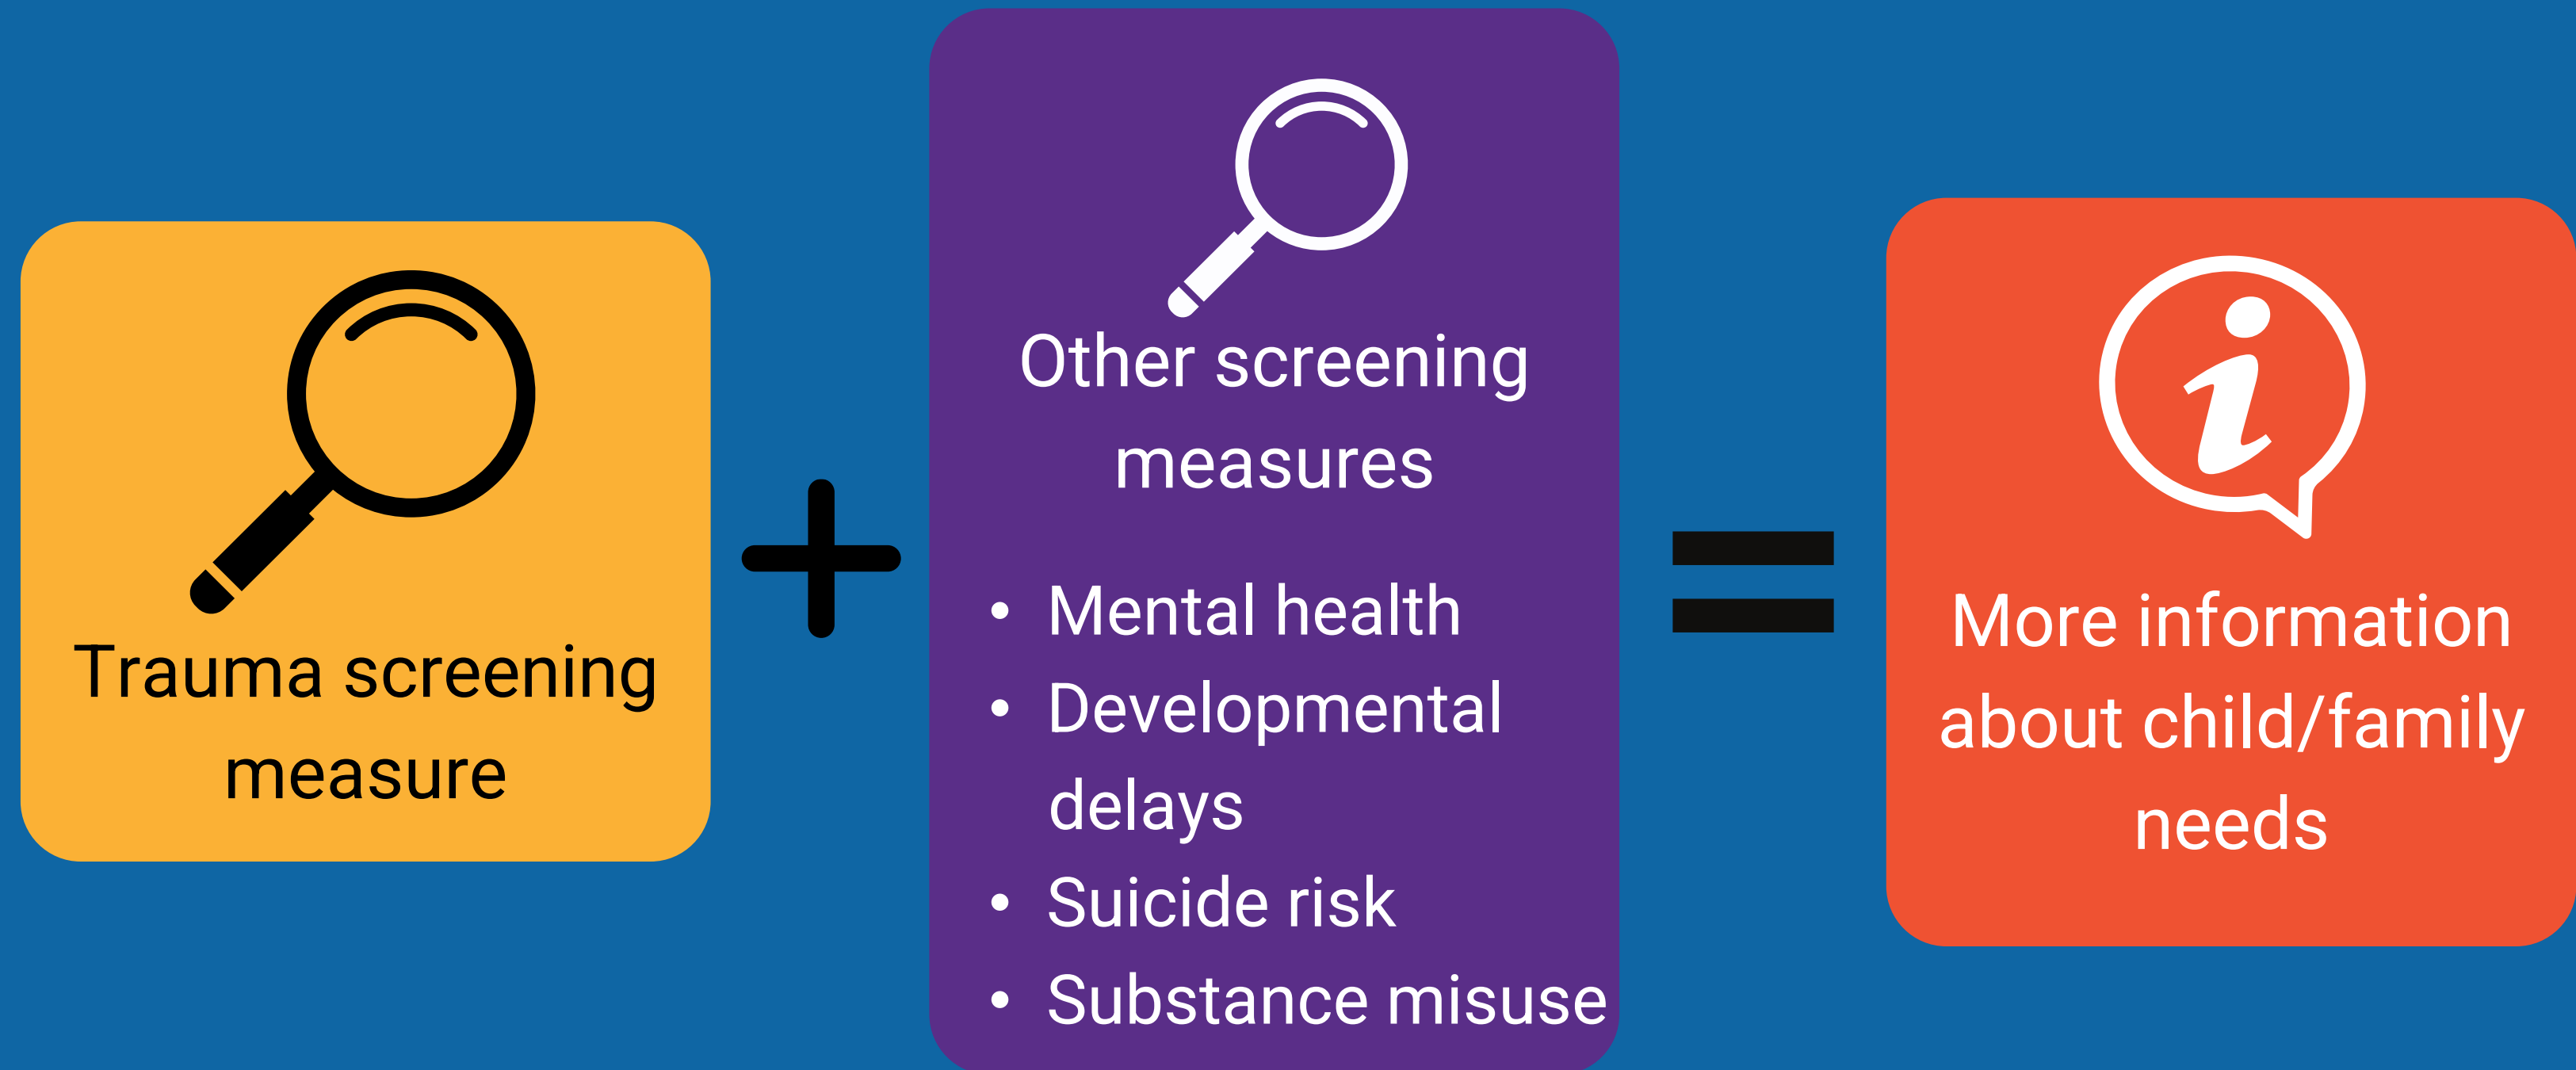 Trauma screening
measure
+
Other screening
measures
• Mental health
• Developmental
delays
• Suicide risk
• Substance misuse
=
More information
about child/family
needs